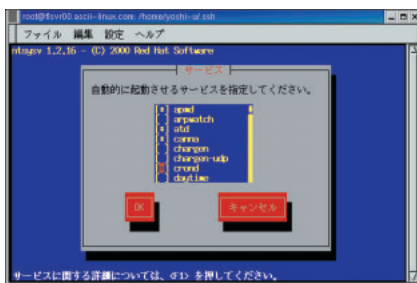 root@flsvr00.ascii-linux.com: /home/yoshi-u/.ssh
ファイル 編集 設定 ヘルプ
ntsysv 1.2.16 - (C) 2000 Red Hat Software
サービス
自動的に起動させるサービスを指定してください。
[*] apmd
[ ] arpwatch
[*] atd
[*] canna
[ ] chargen
[ ] chargen-udp
crond
[ ] daytime
OK キャンセル
サービスに関する詳細については、<F1> を押してください。